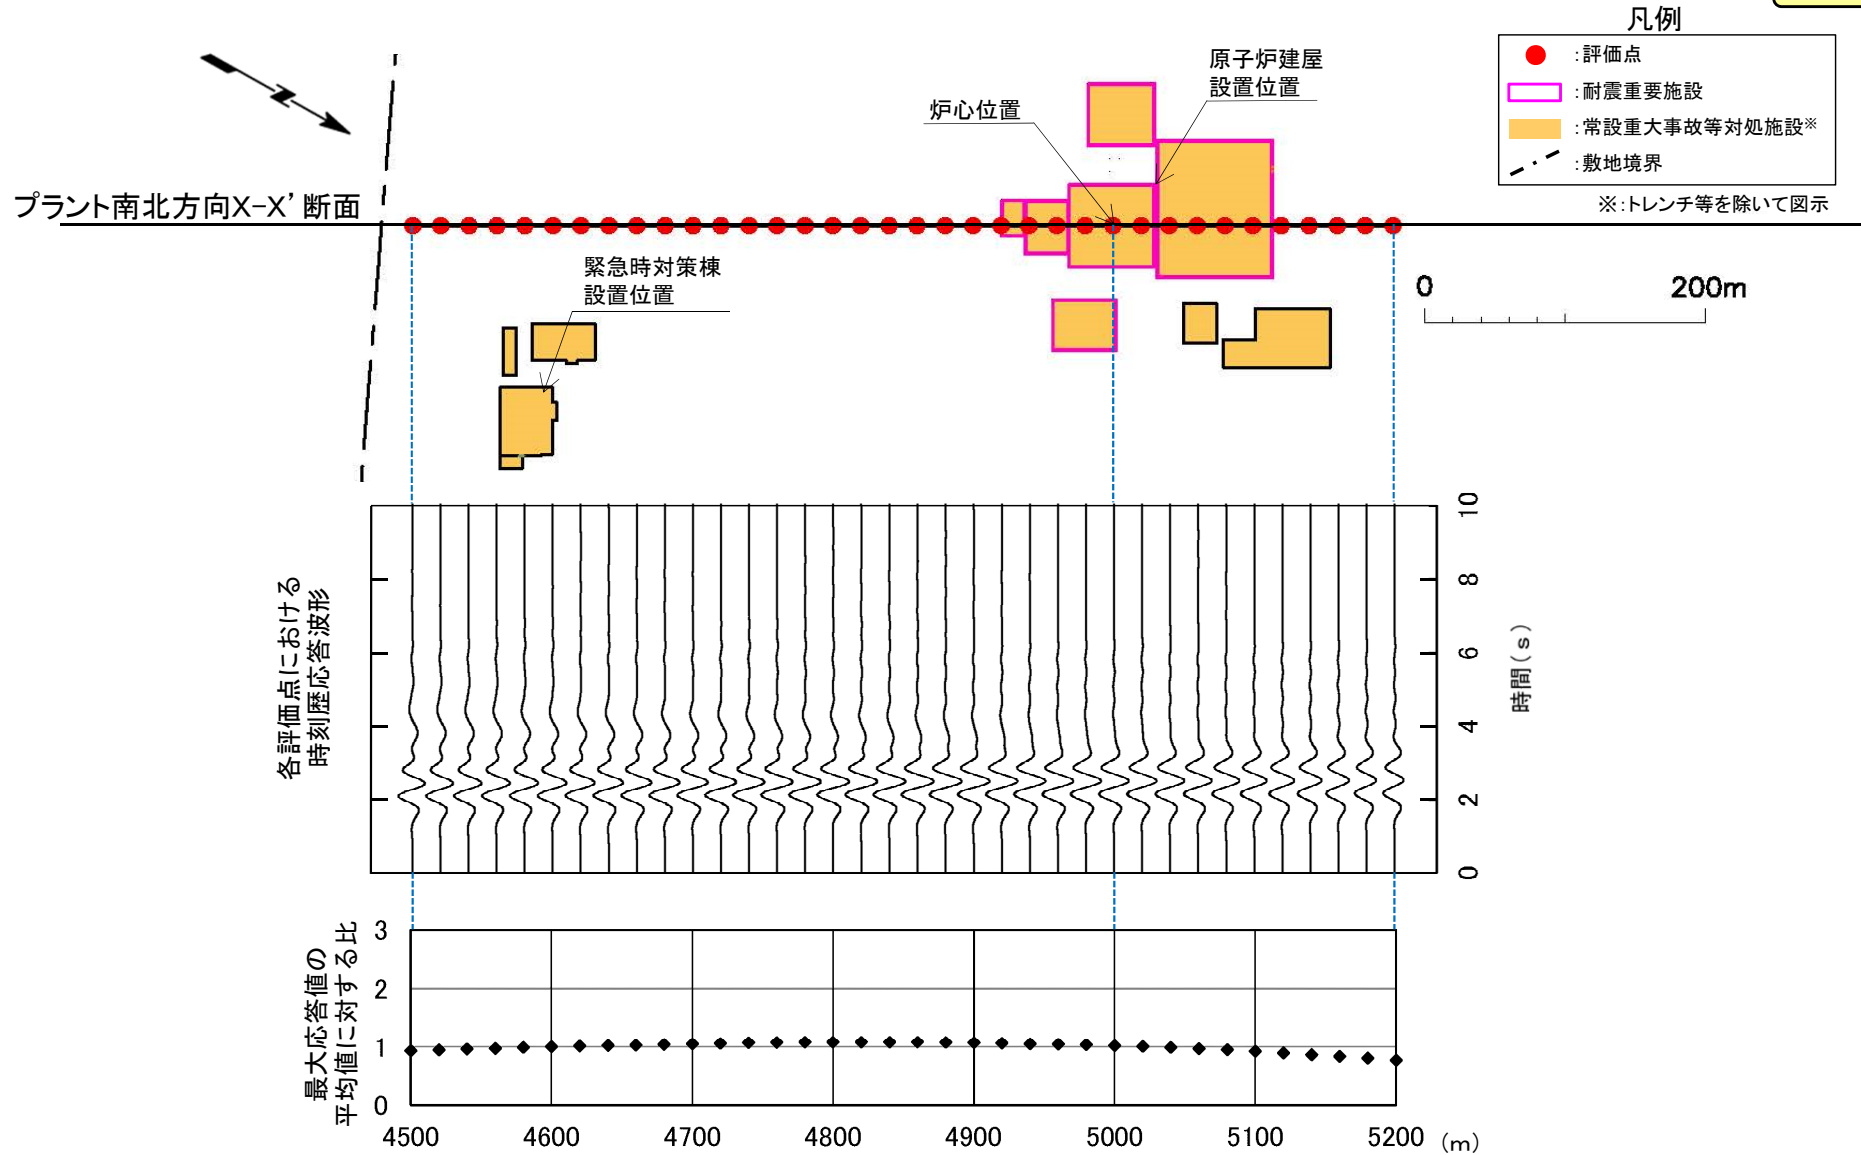 凡例
:評価点
:耐震重要施設
:常設重大事故等対処施設※
:敷地境界
※:トレンチ等を除いて図示
原子炉建屋
設置位置
炉心位置
プラント南北方向X-X’断面
緊急時対策棟
設置位置
0 200m
各評価点における
時刻歴応答波形
10
8
6
4
2
0
時間(s)
最大応答値の
平均値に対する比
3
2
1
0
4500 4600 4700 4800 4900 5000 5100 5200 (m)